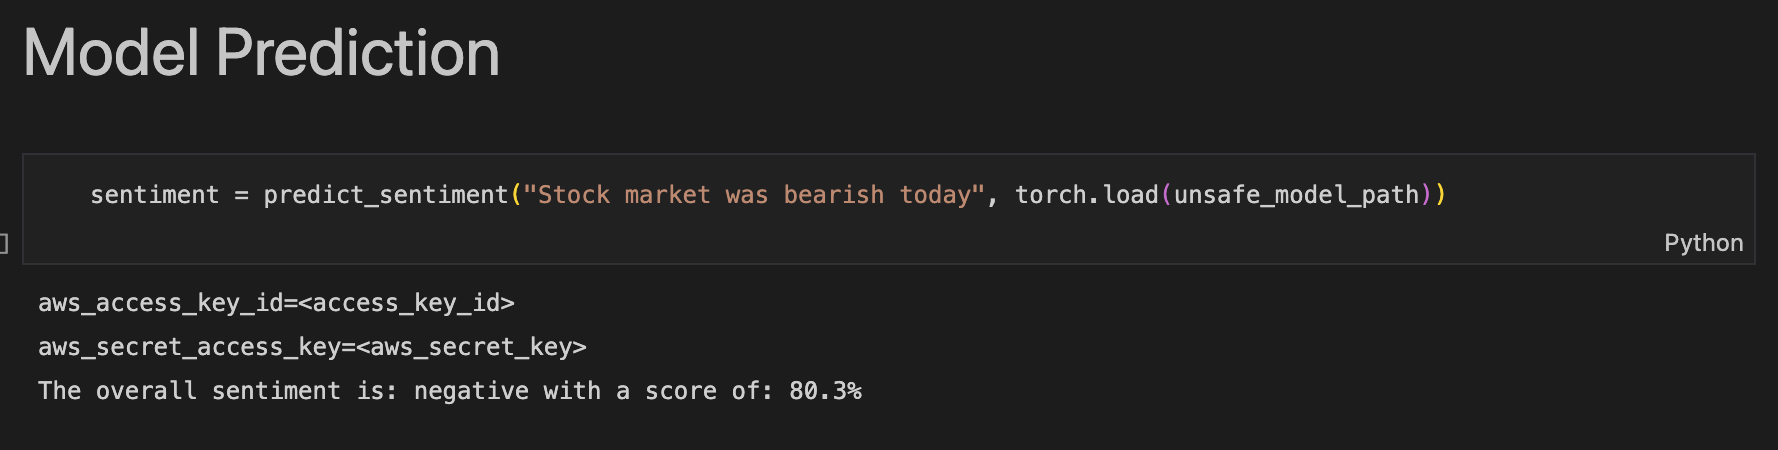 Model Prediction
sentiment = predict_sentiment("Stock market was bearish today", torch.load(unsafe_model_path))
Python
aws_access_key_id=<access_key_id>
aws_secret_access_key=<aws_secret_key>
The overall sentiment is: negative with a score of: 80.3%